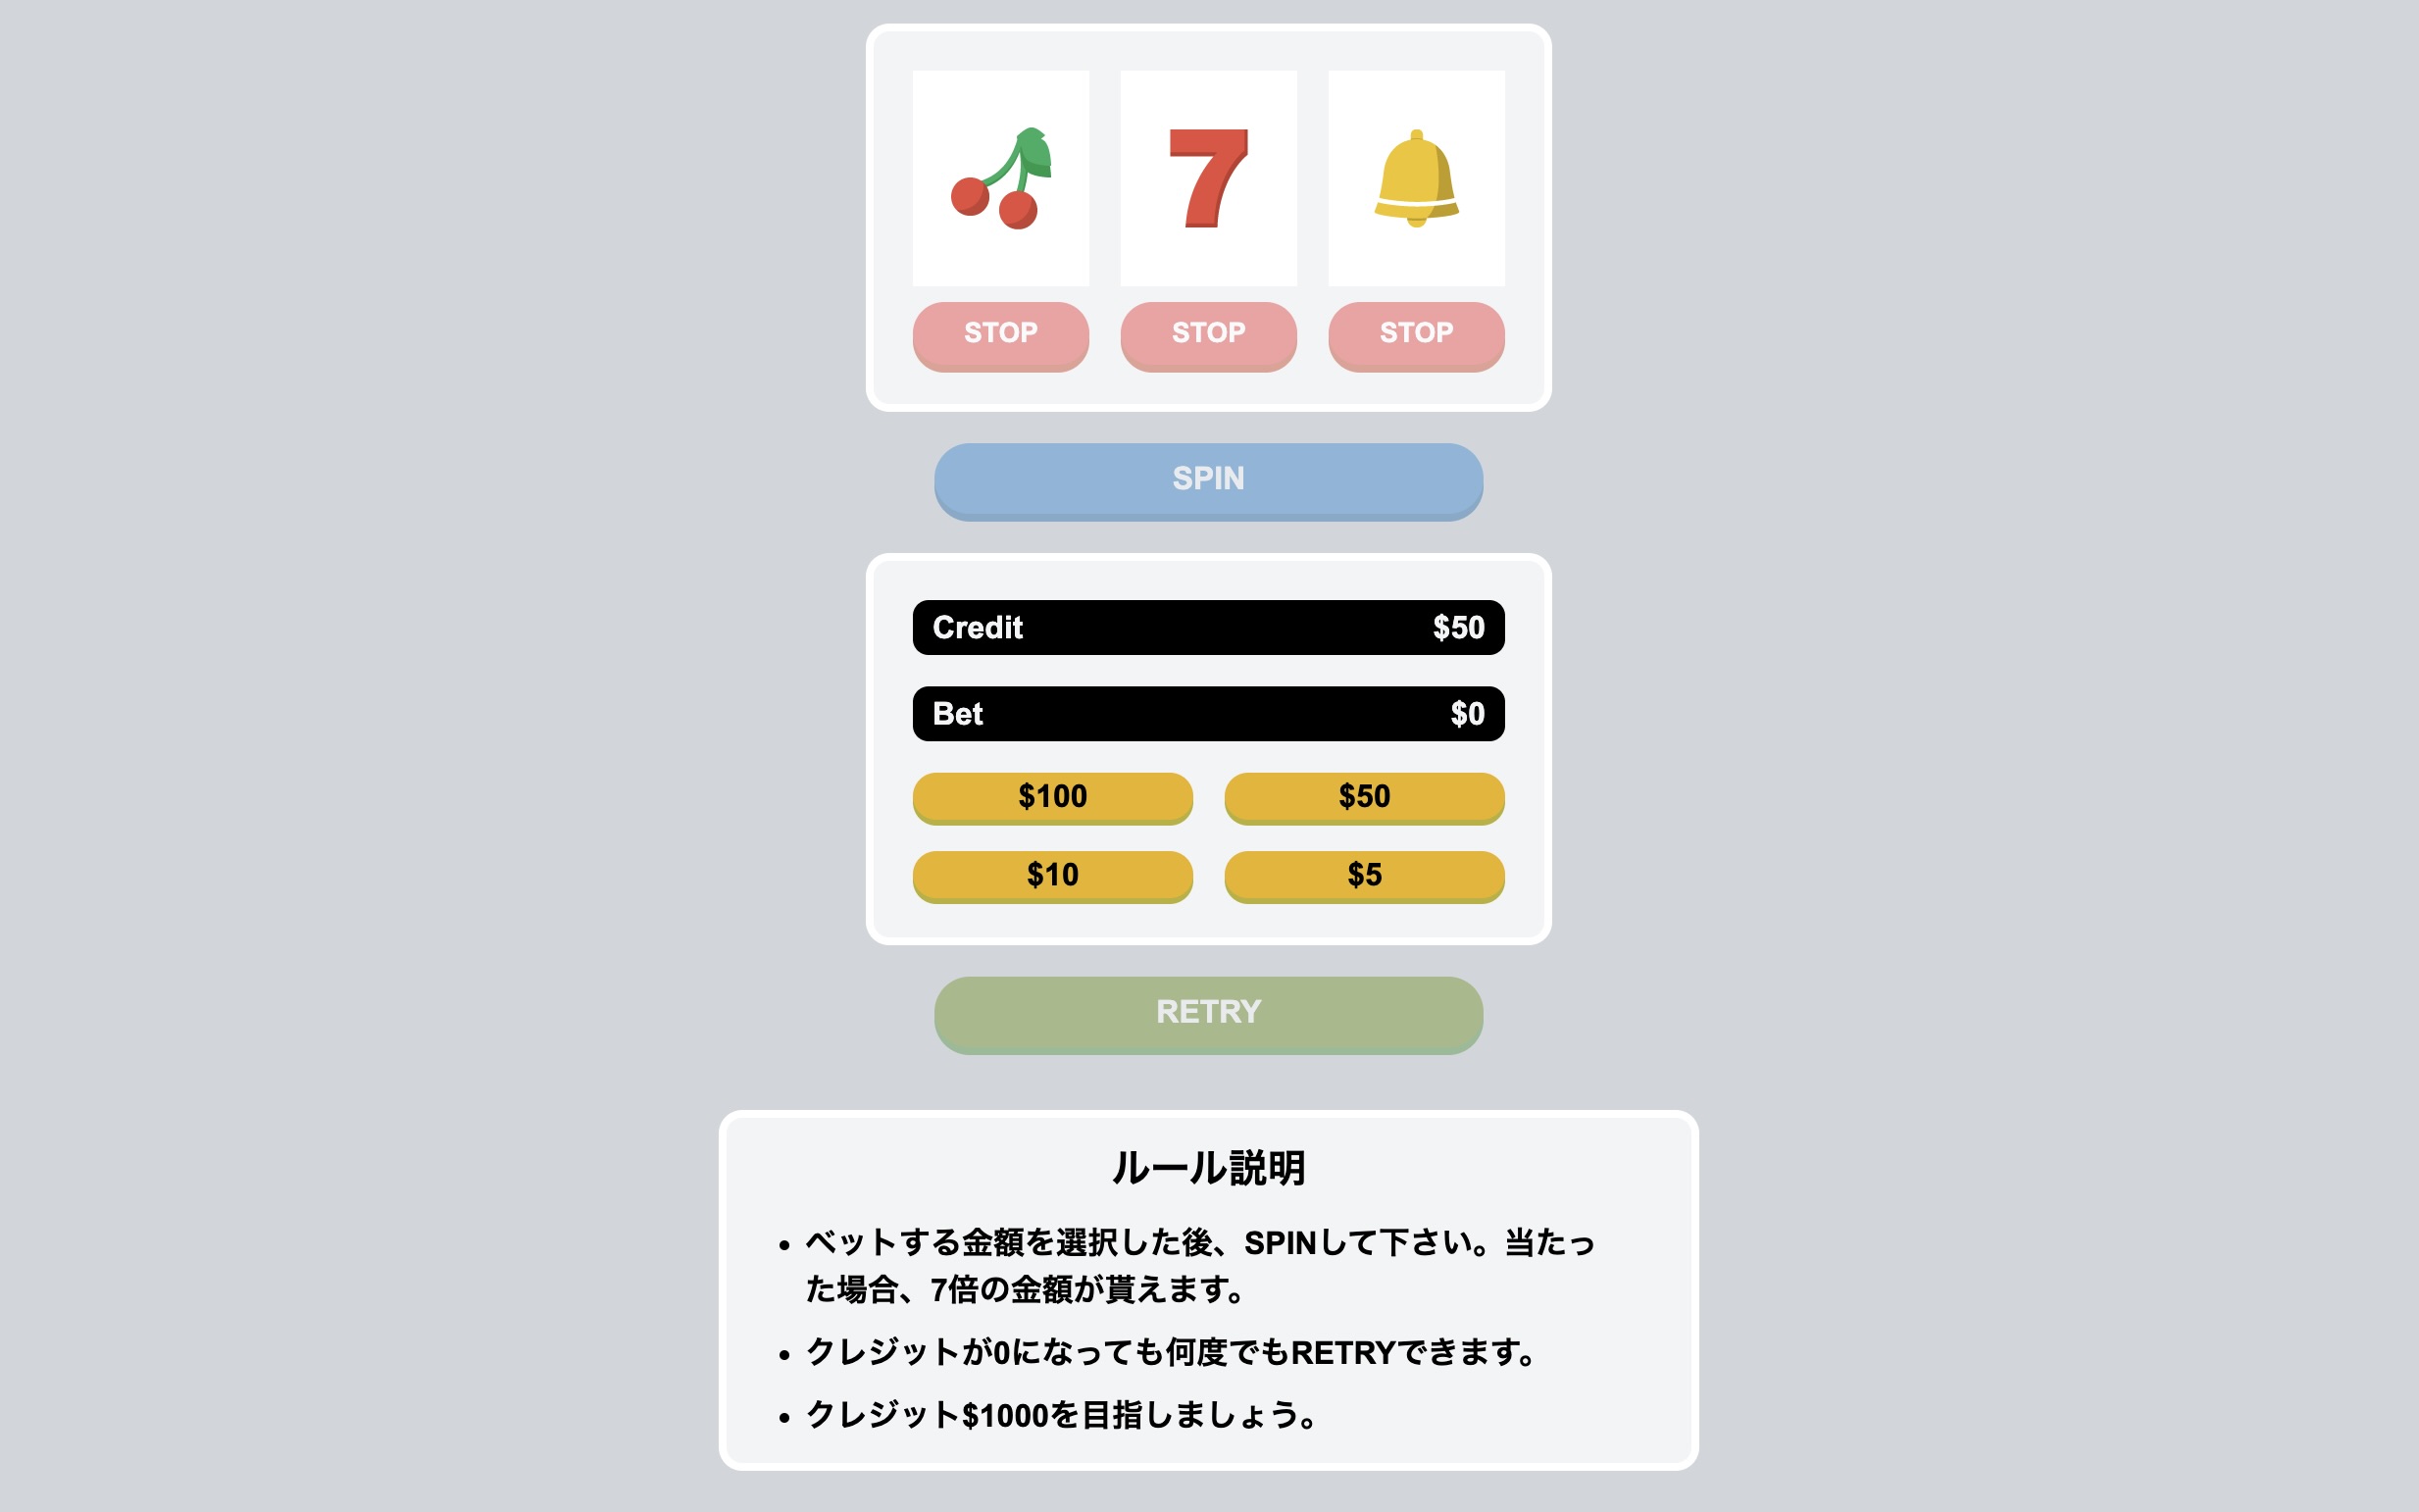 7
STOP STOP STOP
SPIN
Credit $50
Bet $0
$100 $50
$10 $5
RETRY
ルール説明
• ベットする金額を選択した後、SPINして下さい。当たっ
た場合、7倍の金額が貰えます。
• クレジットが0になっても何度でもRETRYできます。
• クレジット$1000を目指しましょう。